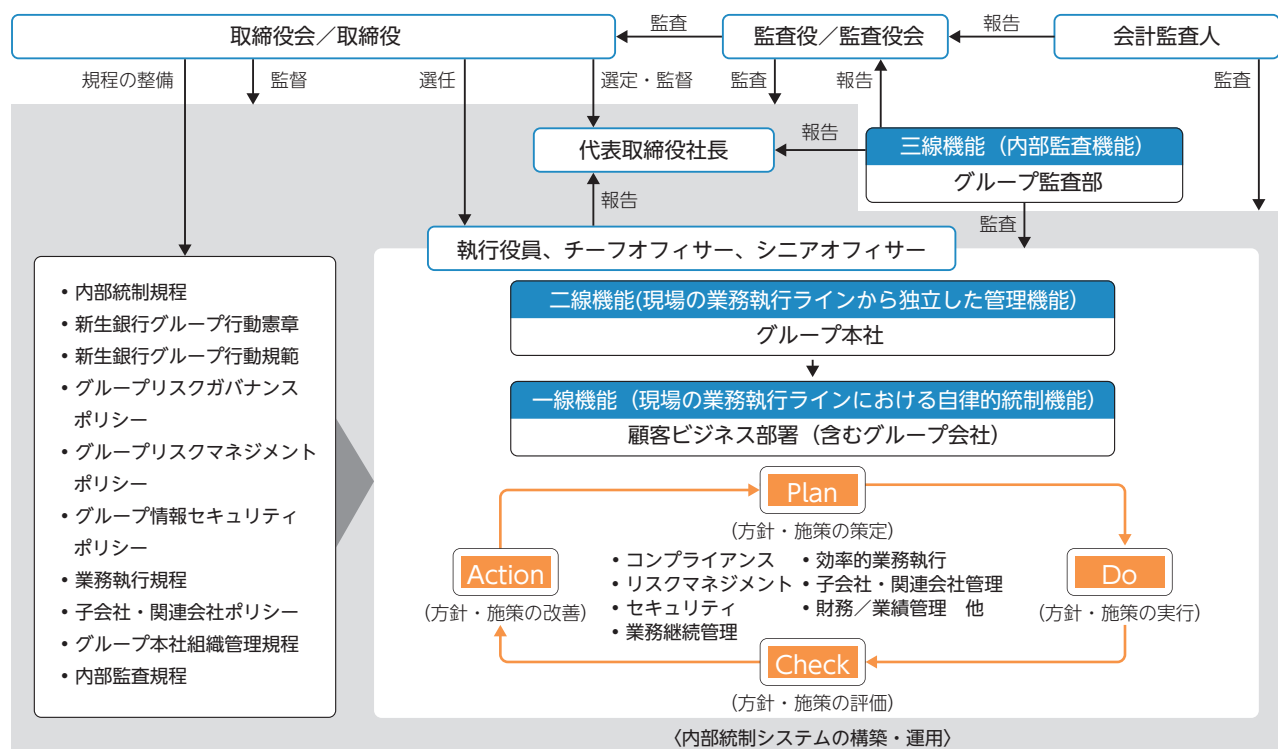 取締役会／取締役
監査
監査役／監査役会
報告
会計監査人
規程の整備
監督
選任
選定・監督
監査
報告
監査
代表取締役社長
報告
三線機能（内部監査機能）
グループ監査部
報告
監査
執行役員、チーフオフィサー、シニアオフィサー
・内部統制規程
・新生銀行グループ行動憲章
・新生銀行グループ行動規範
・グループリスクガバナンス
ポリシー
・グループリスクマネジメント
ポリシー
・グループ情報セキュリティ
ポリシー
・業務執行規程
・子会社・関連会社ポリシー
・グループ本社組織管理規程
・内部監査規程
二線機能(現場の業務執行ラインから独立した管理機能）
グループ本社
一線機能（現場の業務執行ラインにおける自律的統制機能）
顧客ビジネス部署（含むグループ会社）
Plan
(方針・施策の策定)
Action
(方針・施策の改善)
・コンプライアンス
・リスクマネジメント
・セキュリティ
・業務継続管理
・効率的業務執行
・子会社・関連会社管理
・財務／業績管理　他
Do
(方針・施策の実行)
Check
(方針・施策の評価)
〈内部統制システムの構築・運用〉